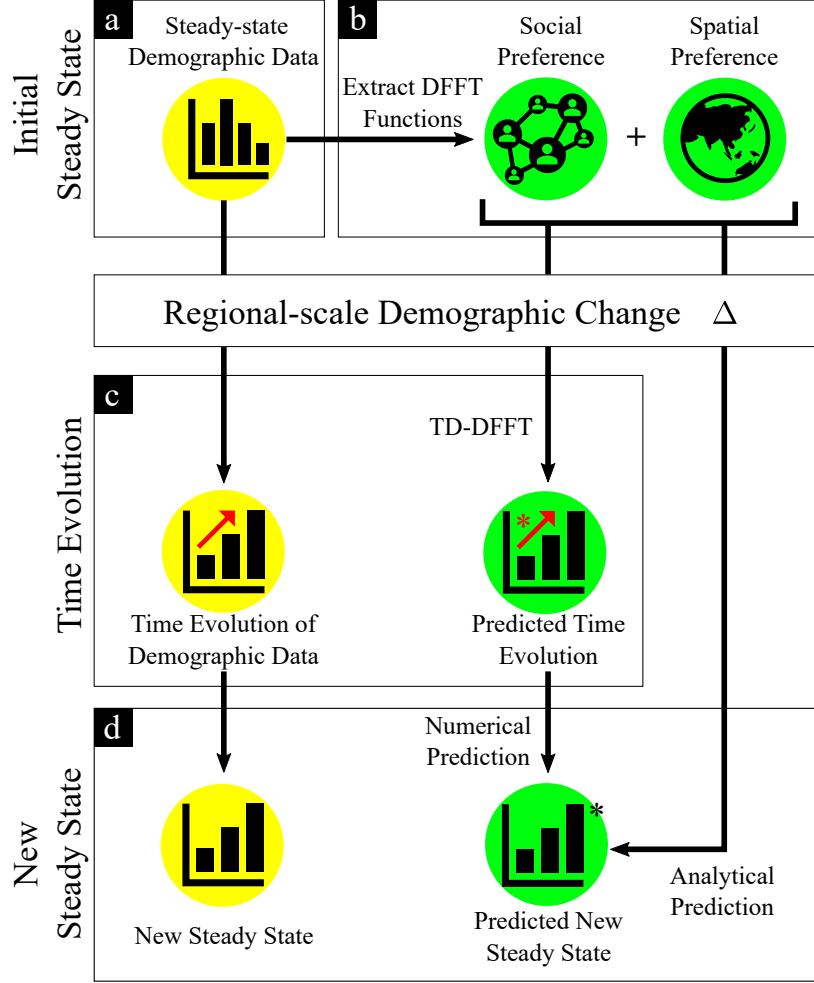 a
Steady-state
Demographic Data
b
Social
Preference
Spatial
Preference
Initial
Steady State
Extract DFFT
Functions
+
Regional-scale Demographic Change Δ
c
TD-DFFT
Time Evolution
*
Time Evolution of
Demographic Data
Predicted Time
Evolution
d
Numerical
Prediction
New
Steady State
*
Analytical
Prediction
New Steady State
Predicted New
Steady State